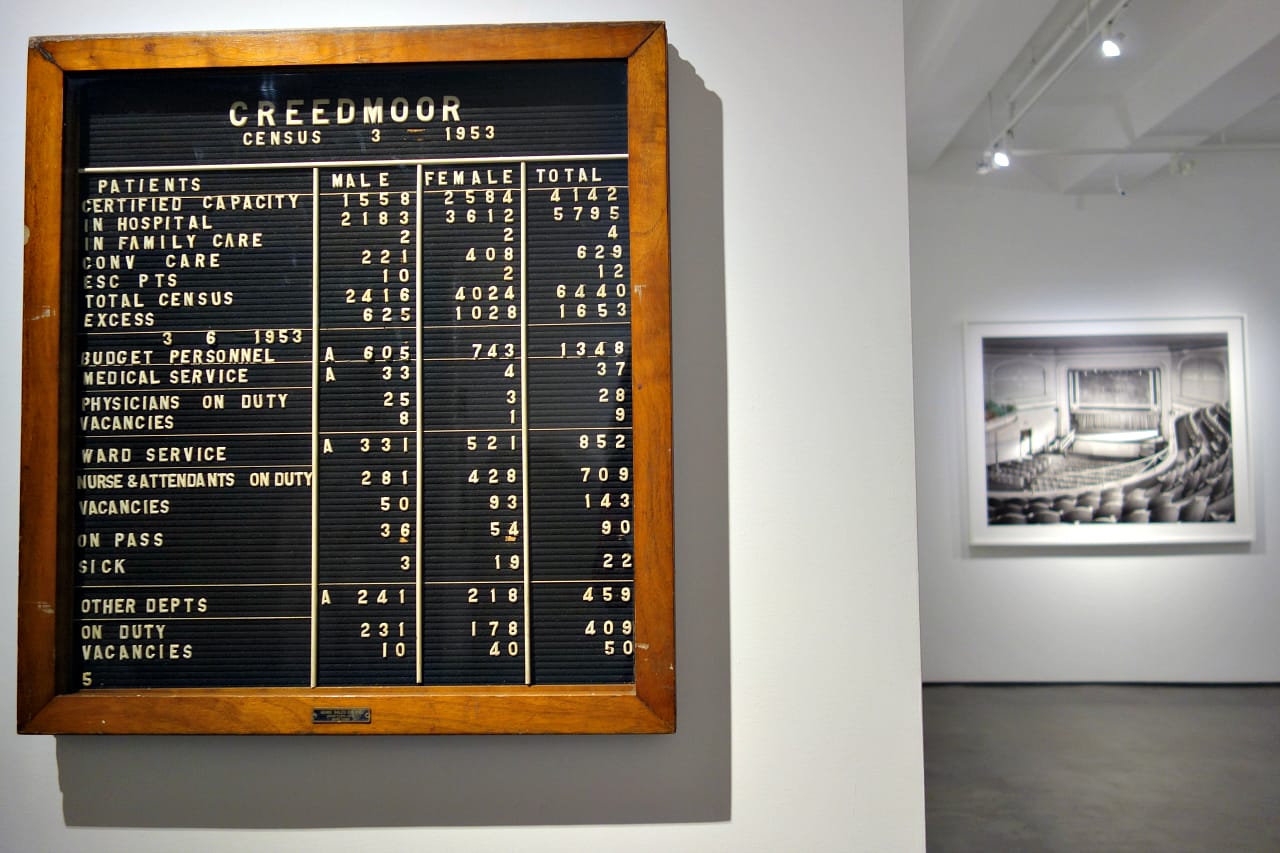 CREEDMOOR
CENSUS 3 1953
PATIENTS MALE FEMALE TOTAL
CERTIFIED CAPACITY 1558 2584 4142
IN HOSPITAL 2183 3612 5795
IN FAMILY CARE 2 2 4
CONV CARE 221 408 629
ESC PTS 10 2 12
TOTAL CENSUS 2416 4024 6440
EXCESS 625 1028 1653
3 6 1953
BUDGET PERSONNEL A 605 743 1348
MEDICAL SERVICE A 33 4 37
PHYSICIANS ON DUTY 25 3 28
VACANCIES 8 1 9
WARD SERVICE A 331 521 852
NURSE & ATTENDANTS ON DUTY 281 428 709
VACANCIES 50 93 143
ON PASS 36 54 90
SICK 3 19 22
OTHER DEPTS A 241 218 459
ON DUTY 231 178 409
VACANCIES 10 40 50
5